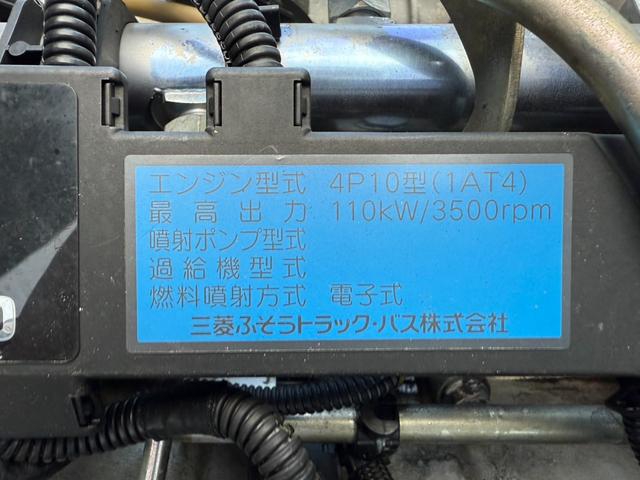 エンジン型式 4P10型(1AT4)
最高出力 110kW/3500rpm
噴射ポンプ型式
過給機型式
燃料噴射方式 電子式
三菱ふそうトラック・バス株式会社